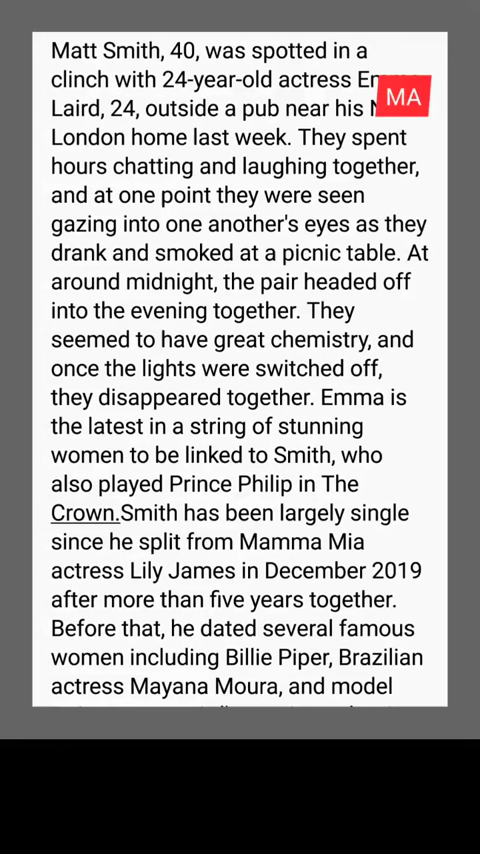 Matt Smith, 40, was spotted in a
clinch with 24-year-old actress
Laird, 24, outside a pub near his
MA
London home last week. They spent
hours chatting and laughing together,
and at one point they were seen
gazing into one another's eyes as they
drank and smoked at a picnic table. At
around midnight, the pair headed off
into the evening together. They
seemed to have great chemistry, and
once the lights were switched off,
they disappeared together. Emma is
the latest in a string of stunning
women to be linked to Smith, who
also played Prince Philip in The
Crown.Smith has been largely single
since he split from Mamma Mia
actress Lily James in December 2019
after more than five years together.
Before that, he dated several famous
women including Billie Piper, Brazilian
actress Mayana Moura, and model